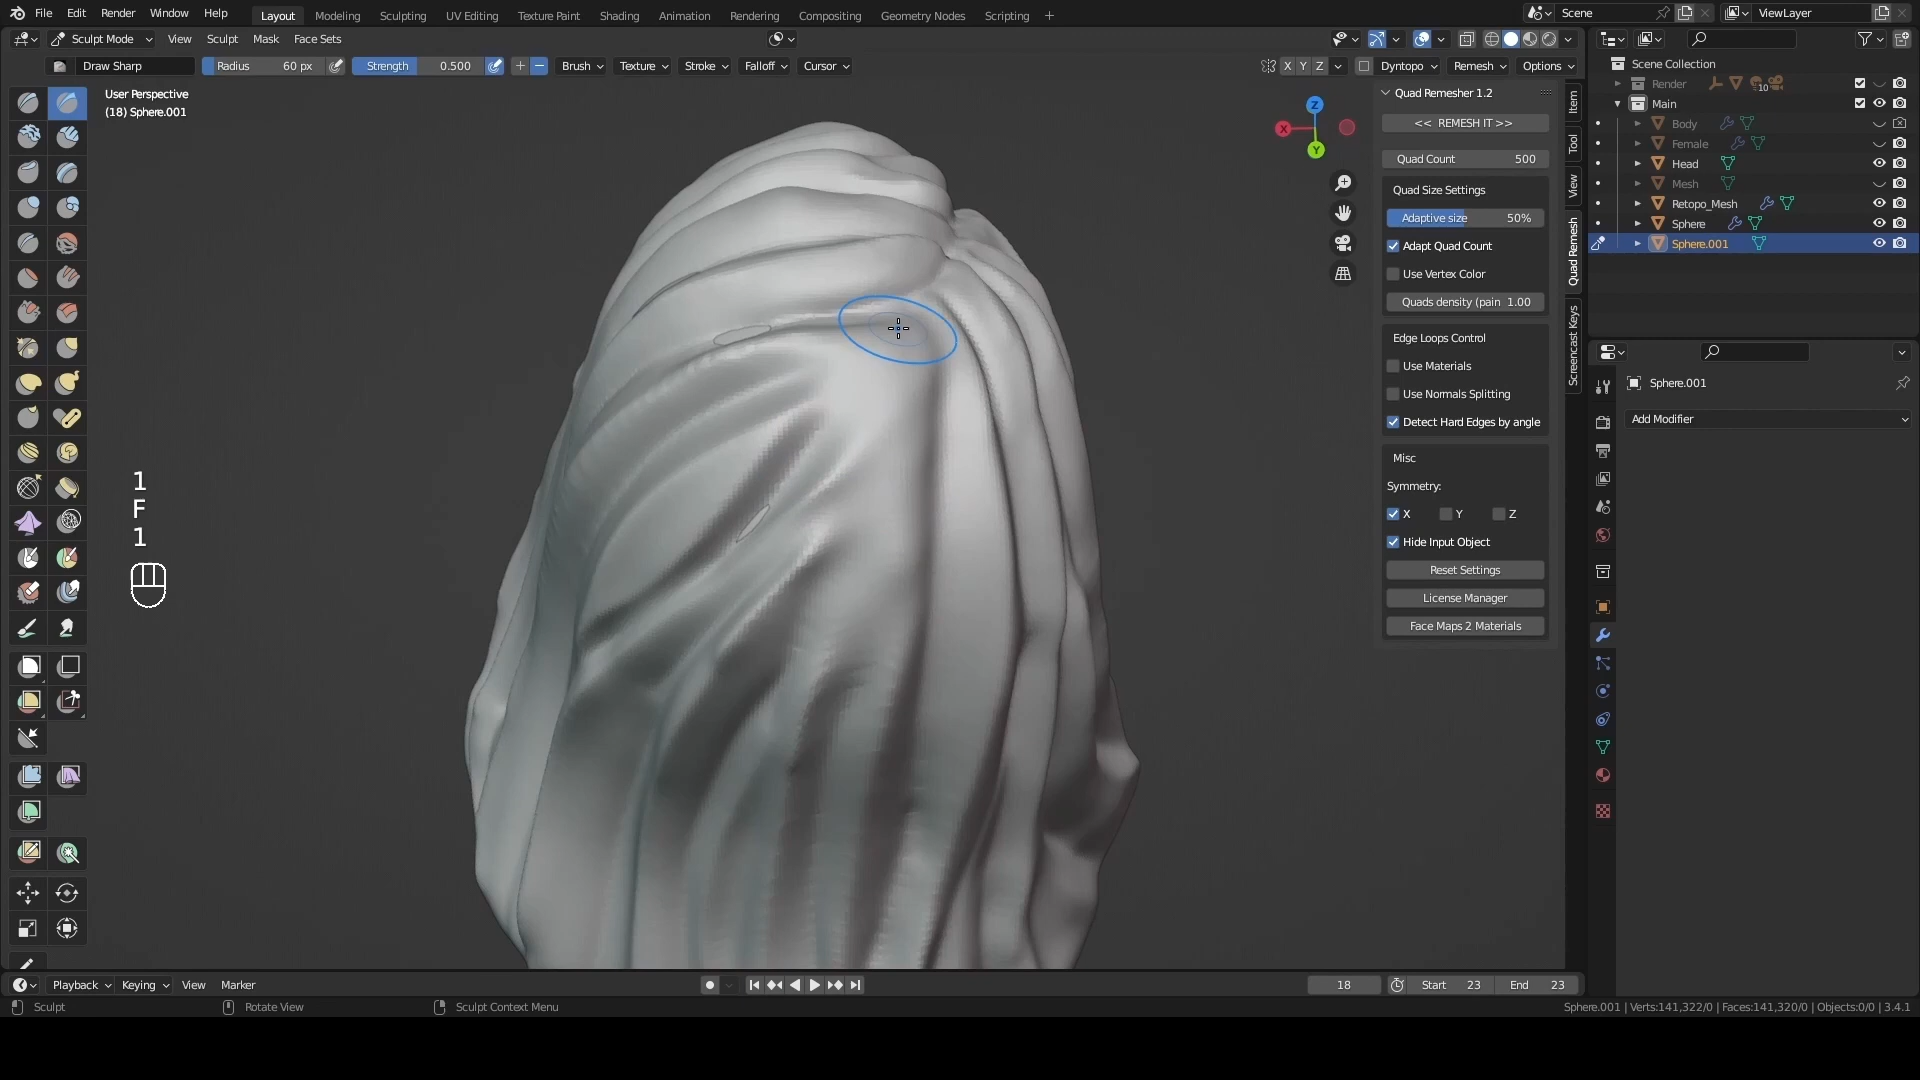 File Edit Render Window Help Layout Modeling Sculpting UV Editing Texture Paint Shading Animation Rendering Compositing Geometry Nodes Scripting + Scene ViewLayer
Sculpt Mode View Sculpt Mask Face Sets
Draw Sharp Radius 60 px Strength 0.500 Brush Texture Stroke Falloff Cursor X Y Z Dyntopo Remesh Options
User Perspective
(18) Sphere.001
Z
X
Y
1
F
1
Quad Remesher 1.2
<< REMESH IT >>
Quad Count 500
Quad Size Settings
Adaptive size 50%
Adapt Quad Count
Use Vertex Color
Quads density (pain 1.00
Edge Loops Control
Use Materials
Use Normals Splitting
Detect Hard Edges by angle
Misc
Symmetry:
X Y Z
Hide Input Object
Reset Settings
License Manager
Face Maps 2 Materials
Item
Tool
View
Quad Remesh
Screencast Keys
Scene Collection
Render 10
Main
Body
Female
Head
Mesh
Retopo_Mesh
Sphere
Sphere.001
Sphere.001
Add Modifier
Playback Keying View Marker 18 Start 23 End 23
Sculpt Rotate View Sculpt Context Menu Sphere.001 | Verts:141,322/0 | Faces:141,320/0 | Objects:0/0 | 3.4.1